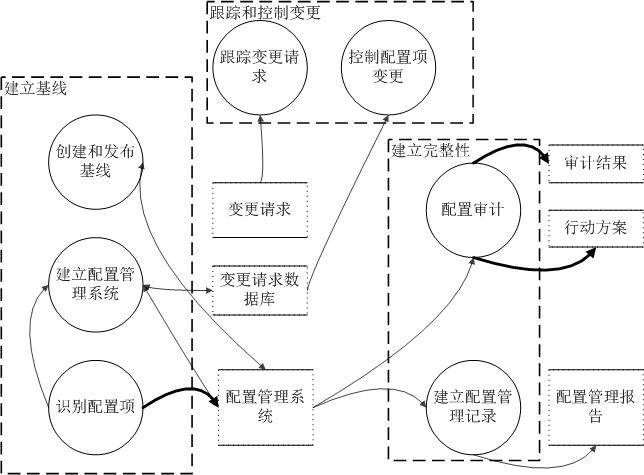 跟踪和控制变更
跟踪变更请
求
控制配置项
变更
建立基线
创建和发布
基线
建立完整性
审计结果
变更请求
配置审计
行动方案
建立配置管
理系统
变更请求数
据库
识别配置项
配置管理系
统
建立配置管
理记录
配置管理报
告